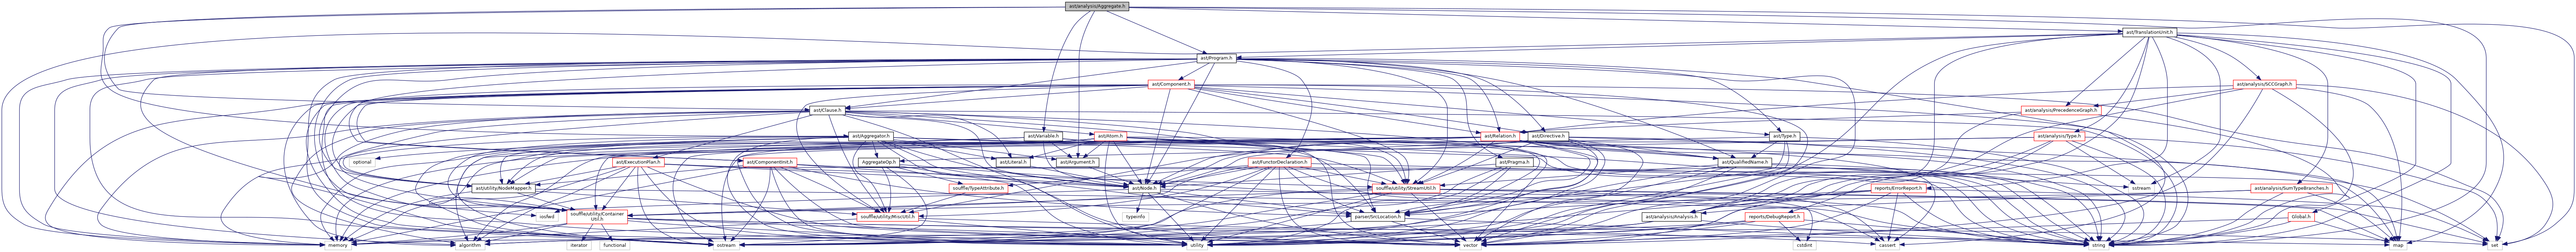 ast/analysis/Aggregate.h
ast/TranslationUnit.h
ast/Program.h
ast/Component.h
ast/analysis/SCCGraph.h
ast/Clause.h
ast/analysis/PrecedenceGraph.h
ast/Aggregator.h
ast/Variable.h
ast/Atom.h
ast/Relation.h
ast/Directive.h
ast/Type.h
ast/analysis/Type.h
optional
ast/ExecutionPlan.h
ast/ComponentInit.h
AggregateOp.h
ast/Literal.h
ast/Argument.h
ast/FunctorDeclaration.h
ast/Pragma.h
ast/QualifiedName.h
ast/utility/NodeMapper.h
souffle/TypeAttribute.h
ast/Node.h
souffle/utility/StreamUtil.h
reports/ErrorReport.h
sstream
ast/analysis/SumTypeBranches.h
iosfwd
souffle/utility/Container
Util.h
souffle/utility/MiscUtil.h
typeinfo
parser/SrcLocation.h
ast/analysis/Analysis.h
reports/DebugReport.h
Global.h
memory
algorithm
iterator
functional
ostream
utility
vector
cstdint
cassert
string
map
set